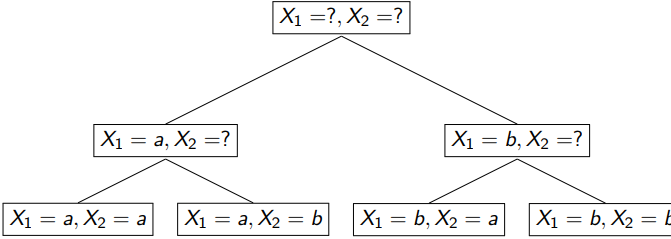 X₁ =?, X₂ =?
X₁ = a, X₂ =?
X₁ = b, X₂ =?
X₁ = a, X₂ = a
X₁ = a, X₂ = b
X₁ = b, X₂ = a
X₁ = b, X₂ = b